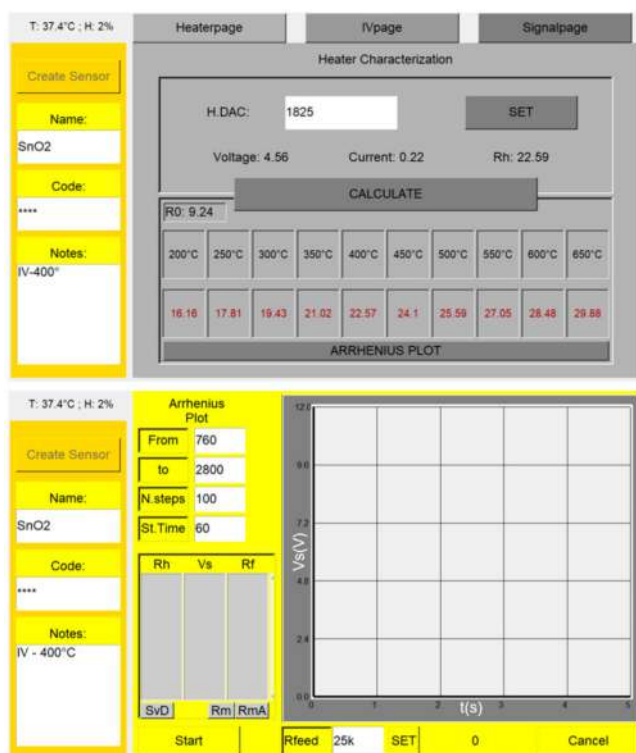 T: 37.4°C ; H: 2%
Heaterpage
IVpage
Signalpage
Create Sensor
Name:
SnO2
Code:
****
Notes:
IV-400°
Heater Characterization
H.DAC:
1825
SET
Voltage: 4.56
Current: 0.22
Rh: 22.59
CALCULATE
R0: 9.24
200°C 250°C 300°C 350°C 400°C 450°C 500°C 550°C 600°C 650°C
16.16 17.81 19.43 21.02 22.57 24.1 25.59 27.05 28.48 29.88
ARRHENIUS PLOT
T: 37.4°C ; H: 2%
Create Sensor
Name:
SnO2
Code:
****
Notes:
IV - 400°C
Arrhenius
Plot
From 760
to 2800
N.steps 100
St.Time 60
Rh Vs Rf
SvD Rm RmA
Vs(V)
12.0
9.6
7.2
4.8
2.4
0.0
0 1 2 3 4 5
t(s)
Start
Rfeed 25k SET 0 Cancel